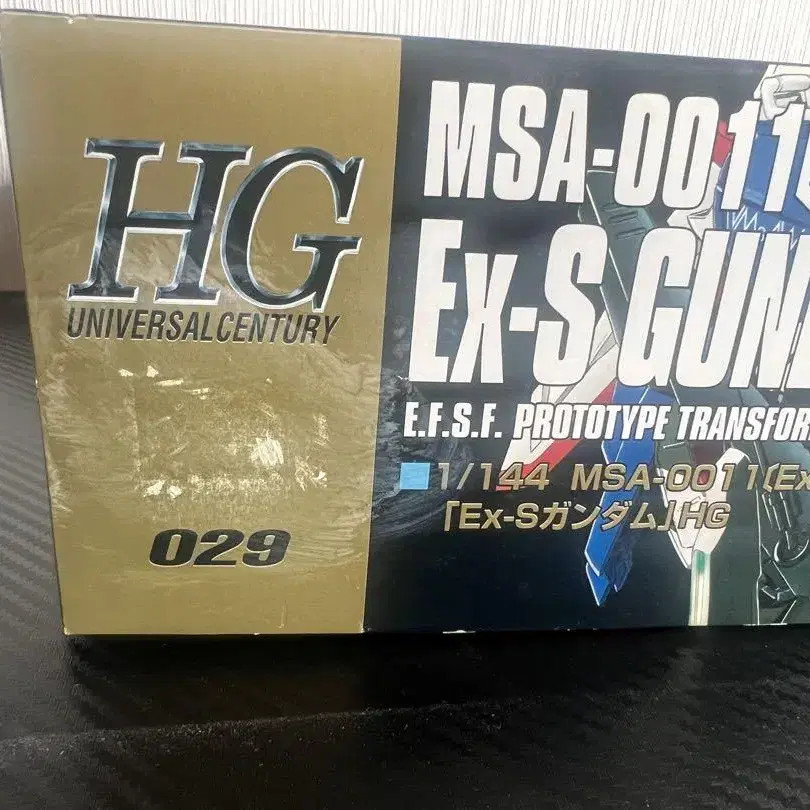 HG
UNIVERSALCENTURY
029
MSA-0011
Ex-S GUN
E.F.S.F. PROTOTYPE TRANSFOR
1/144 MSA-0011(Ex
「Ex-Sガンダム」HG